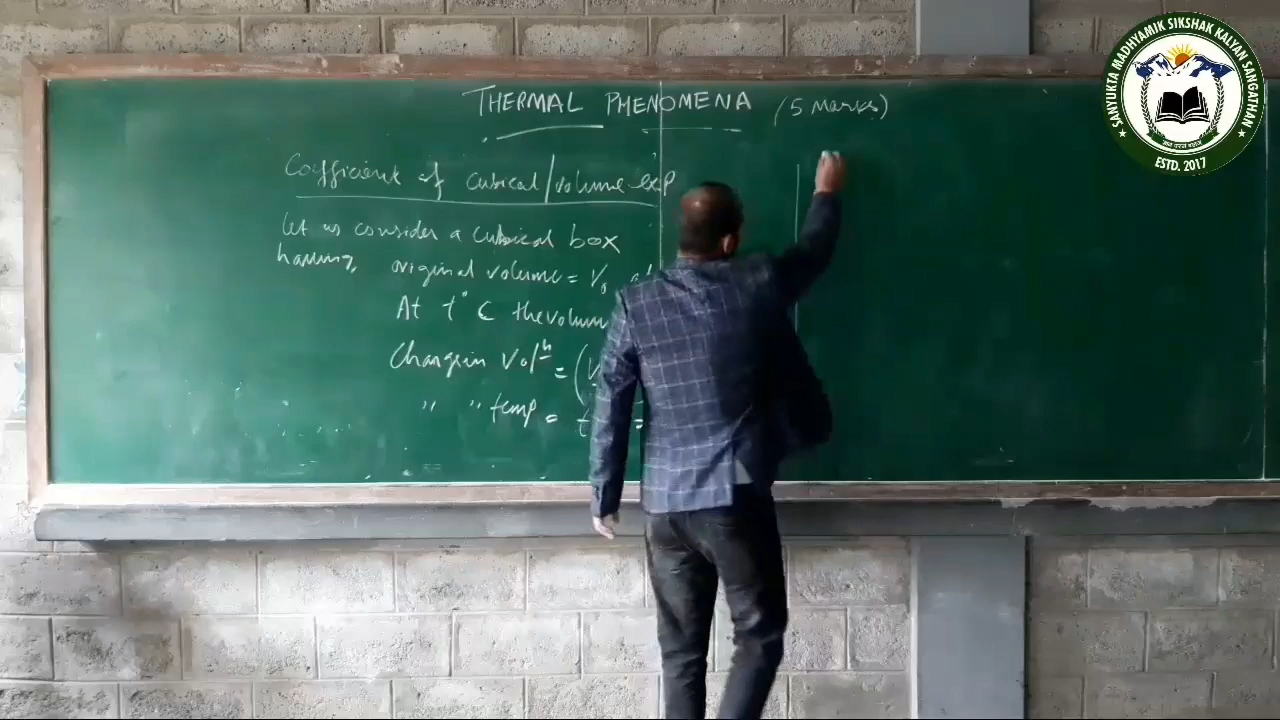 THERMAL PHENOMENA (5 Marks)
Coefficient of cubical/volume exp
let us consider a cubical box
having, original volume = V₀
At t° C the volum
Change in Vol =
" " temp = t
SANYUKTA MADHYAMIK SIKSHAK KALYAN SANGATHAN
ESTD. 2017